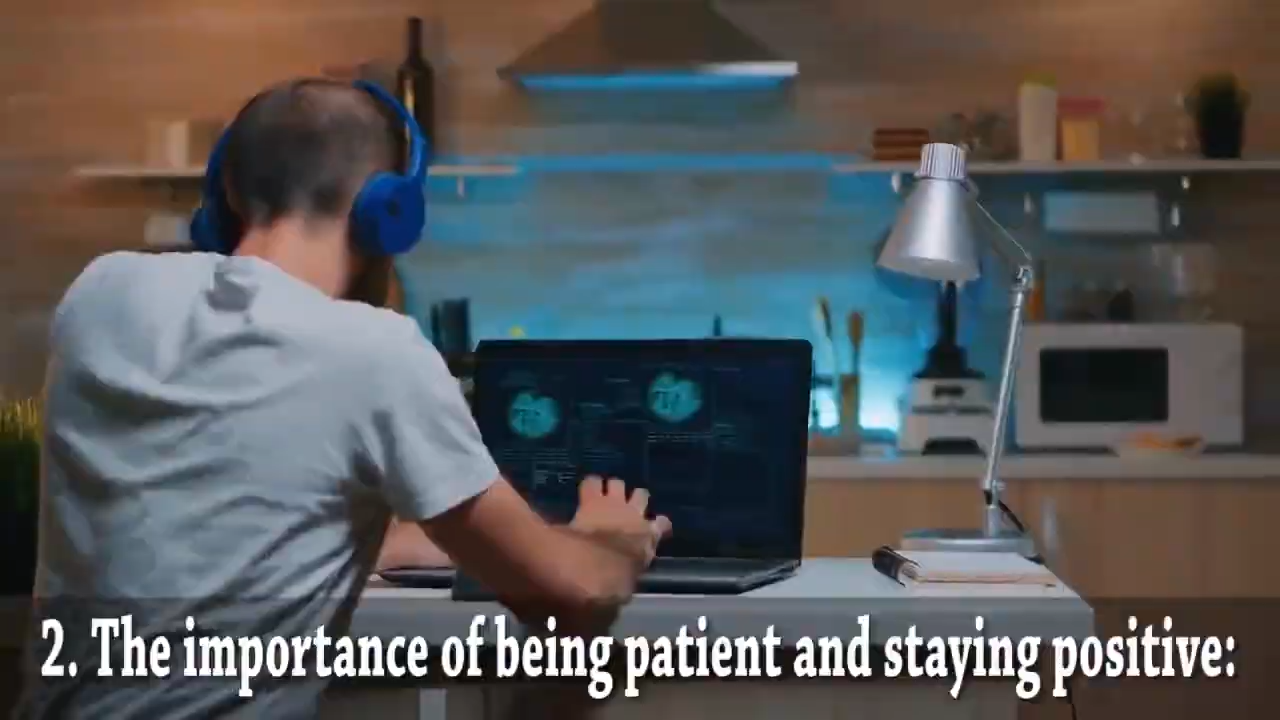 2. The importance of being patient and staying positive: